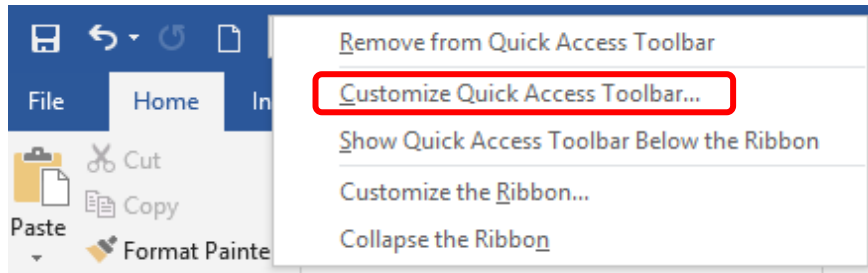 Remove from Quick Access Toolbar
File Home In
Customize Quick Access Toolbar...
Show Quick Access Toolbar Below the Ribbon
Cut
Customize the Ribbon...
Copy
Paste
Collapse the Ribbon
Format Painte